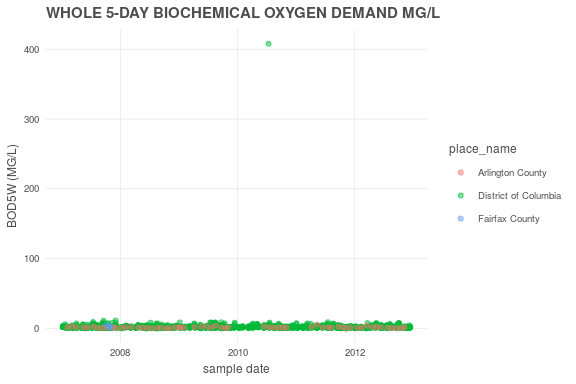 WHOLE 5-DAY BIOCHEMICAL OXYGEN DEMAND MG/L
BOD5W (MG/L)
400
300
200
100
0
2008
2010
2012
sample date
place_name
Arlington County
District of Columbia
Fairfax County